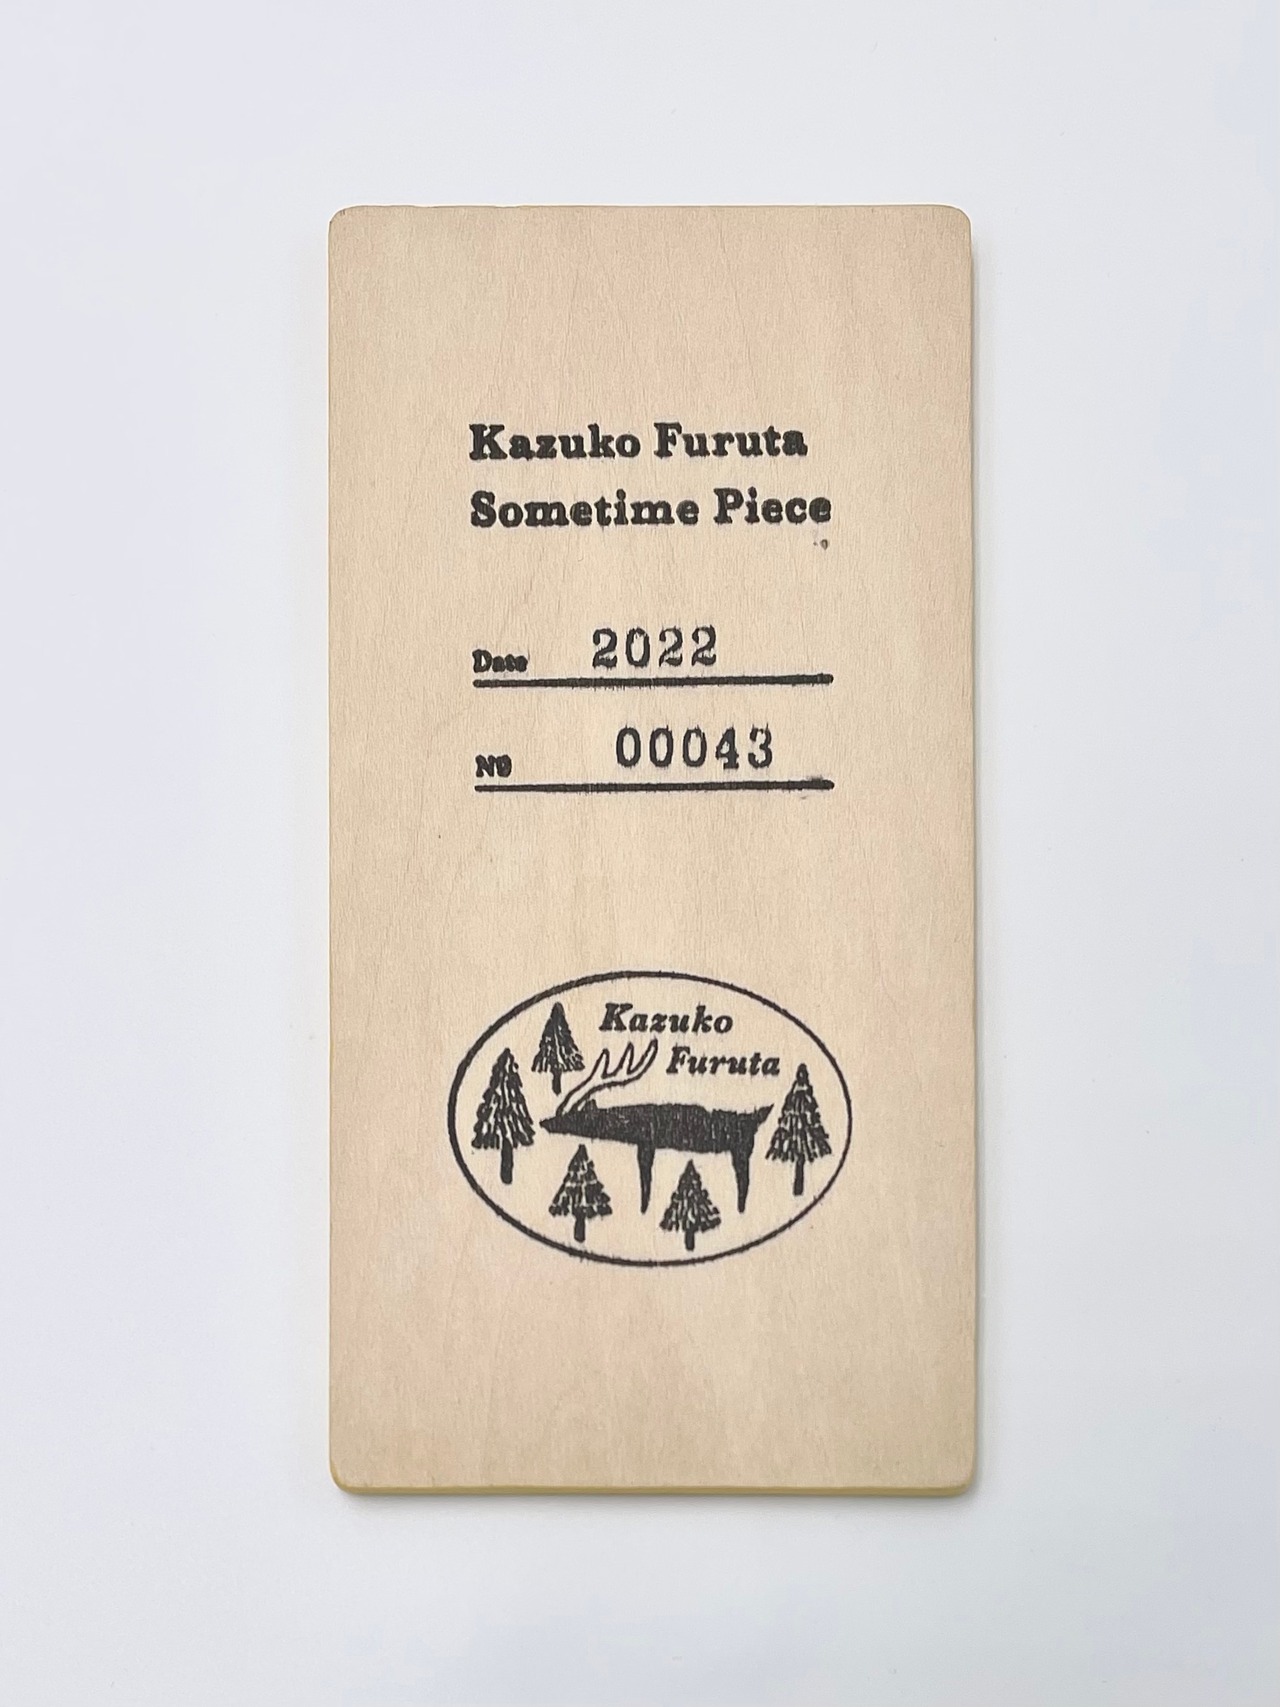 Kazuko Furuta
Sometime Piece
Date 2022
No 00043
Kazuko
Furuta